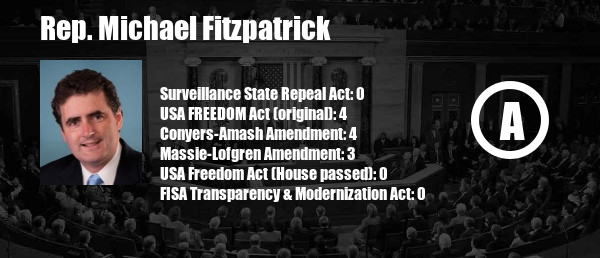 Rep. Michael Fitzpatrick
Surveillance State Repeal Act: 0
USA FREEDOM Act (original): 4
Conyers-Amash Amendment: 4
Massie-Lofgren Amendment: 3
USA Freedom Act (House passed): 0
FISA Transparency & Modernization Act: 0
A